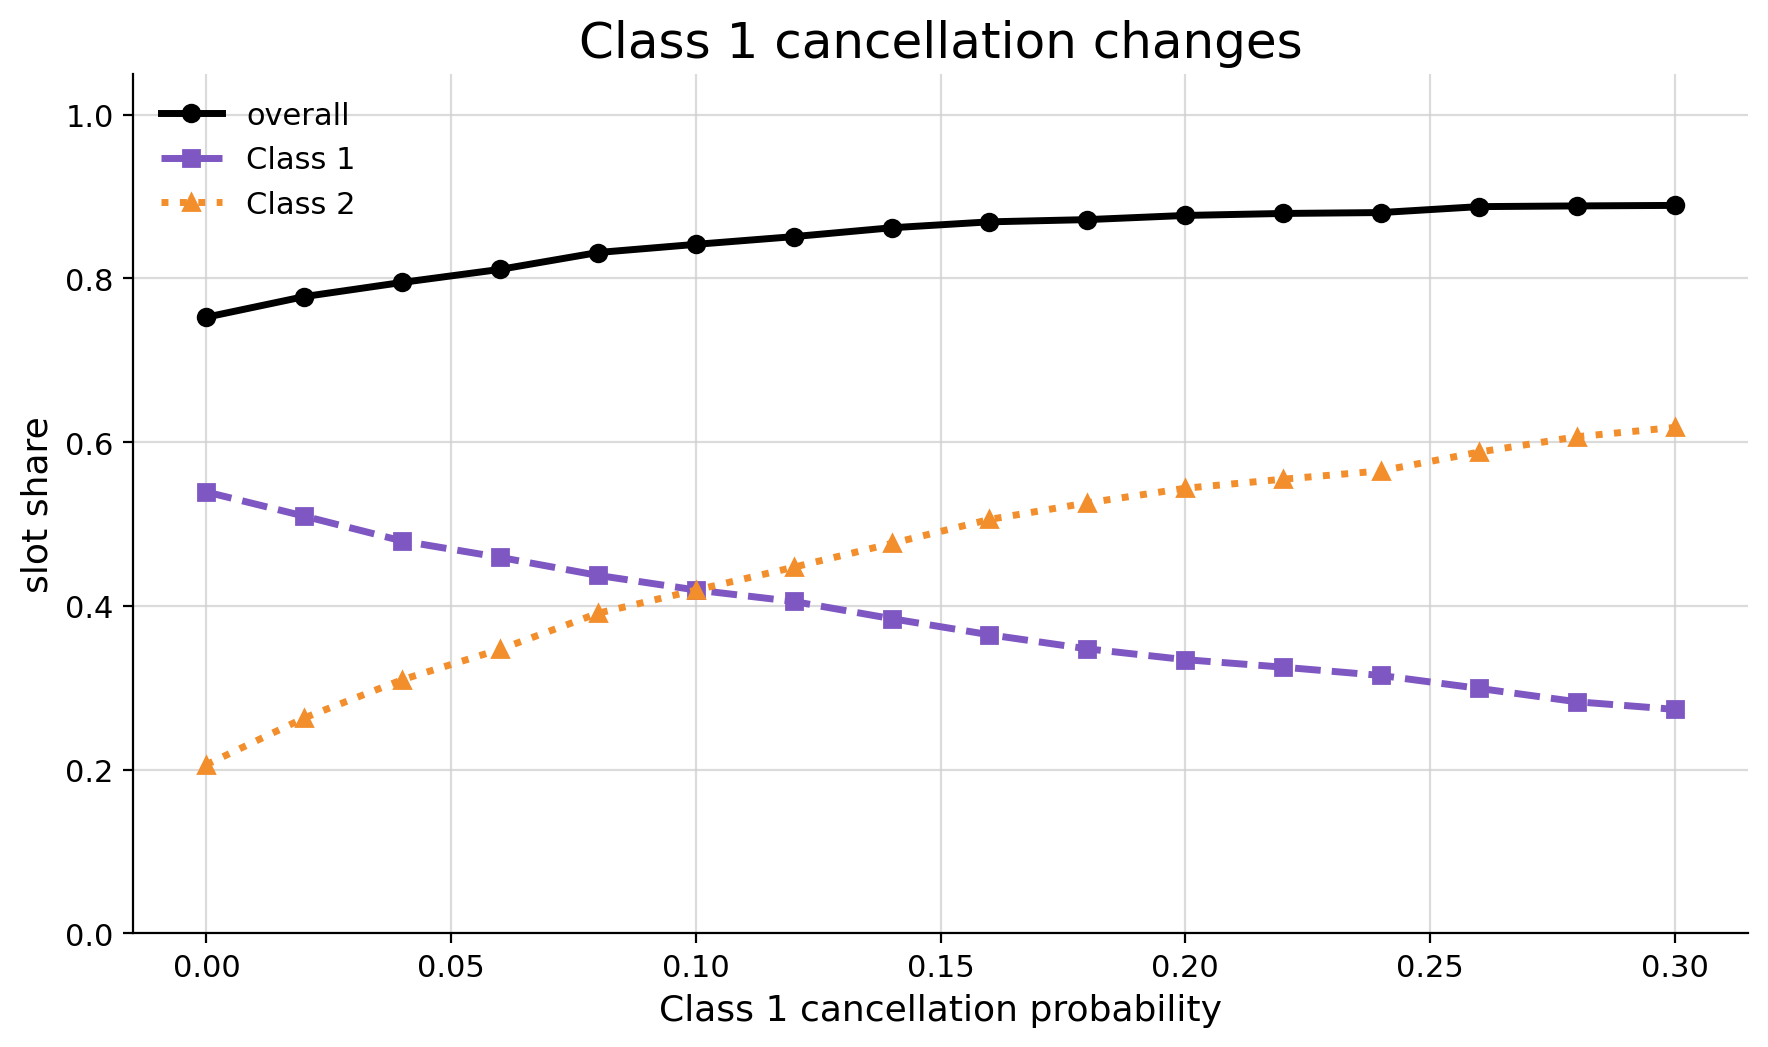 Class 1 cancellation changes
overall
Class 1
Class 2
slot share
1.0
0.8
0.6
0.4
0.2
0.0
0.00 0.05 0.10 0.15 0.20 0.25 0.30
Class 1 cancellation probability